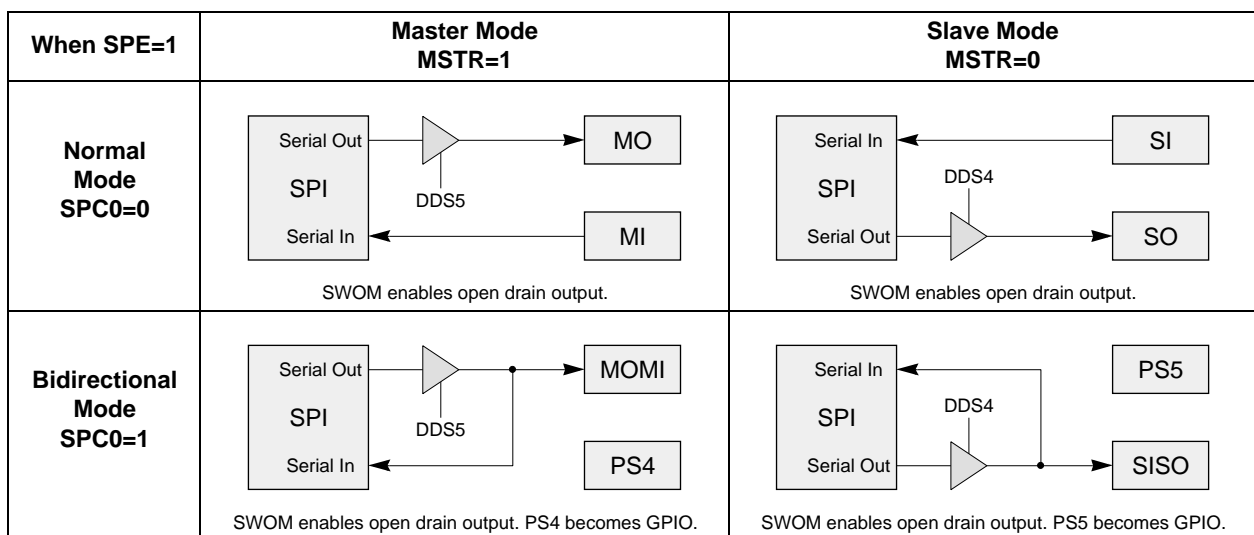 When SPE=1
Master Mode
MSTR=1
Slave Mode
MSTR=0
Normal
Mode
SPC0=0
Serial Out
SPI
Serial In
DDS5
MO
MI
SWOM enables open drain output.
Serial In
SPI
Serial Out
DDS4
SI
SO
SWOM enables open drain output.
Bidirectional
Mode
SPC0=1
Serial Out
SPI
Serial In
DDS5
MOMI
PS4
SWOM enables open drain output. PS4 becomes GPIO.
Serial In
SPI
Serial Out
DDS4
PS5
SISO
SWOM enables open drain output. PS5 becomes GPIO.